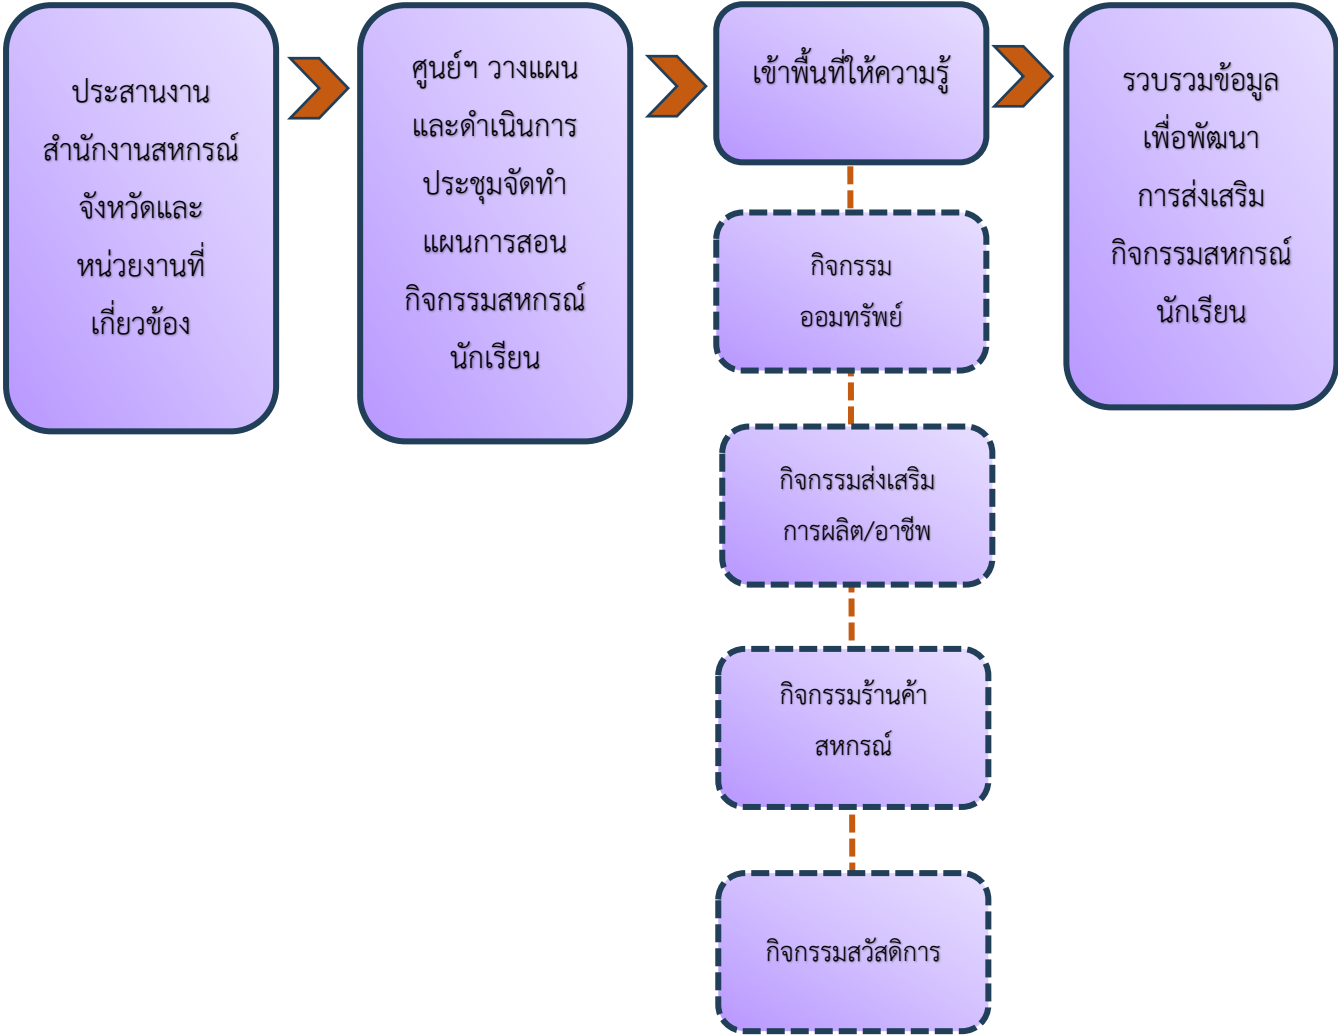 ประสานงาน
สำนักงานสหกรณ์
จังหวัดและ
หน่วยงานที่
เกี่ยวข้อง
ศูนย์ฯ วางแผน
และดำเนินการ
ประชุมจัดทำ
แผนการสอน
กิจกรรมสหกรณ์
นักเรียน
เข้าพื้นที่ให้ความรู้
กิจกรรม
ออมทรัพย์
กิจกรรมส่งเสริม
การผลิต/อาชีพ
กิจกรรมร้านค้า
สหกรณ์
กิจกรรมสวัสดิการ
รวบรวมข้อมูล
เพื่อพัฒนา
การส่งเสริม
กิจกรรมสหกรณ์
นักเรียน